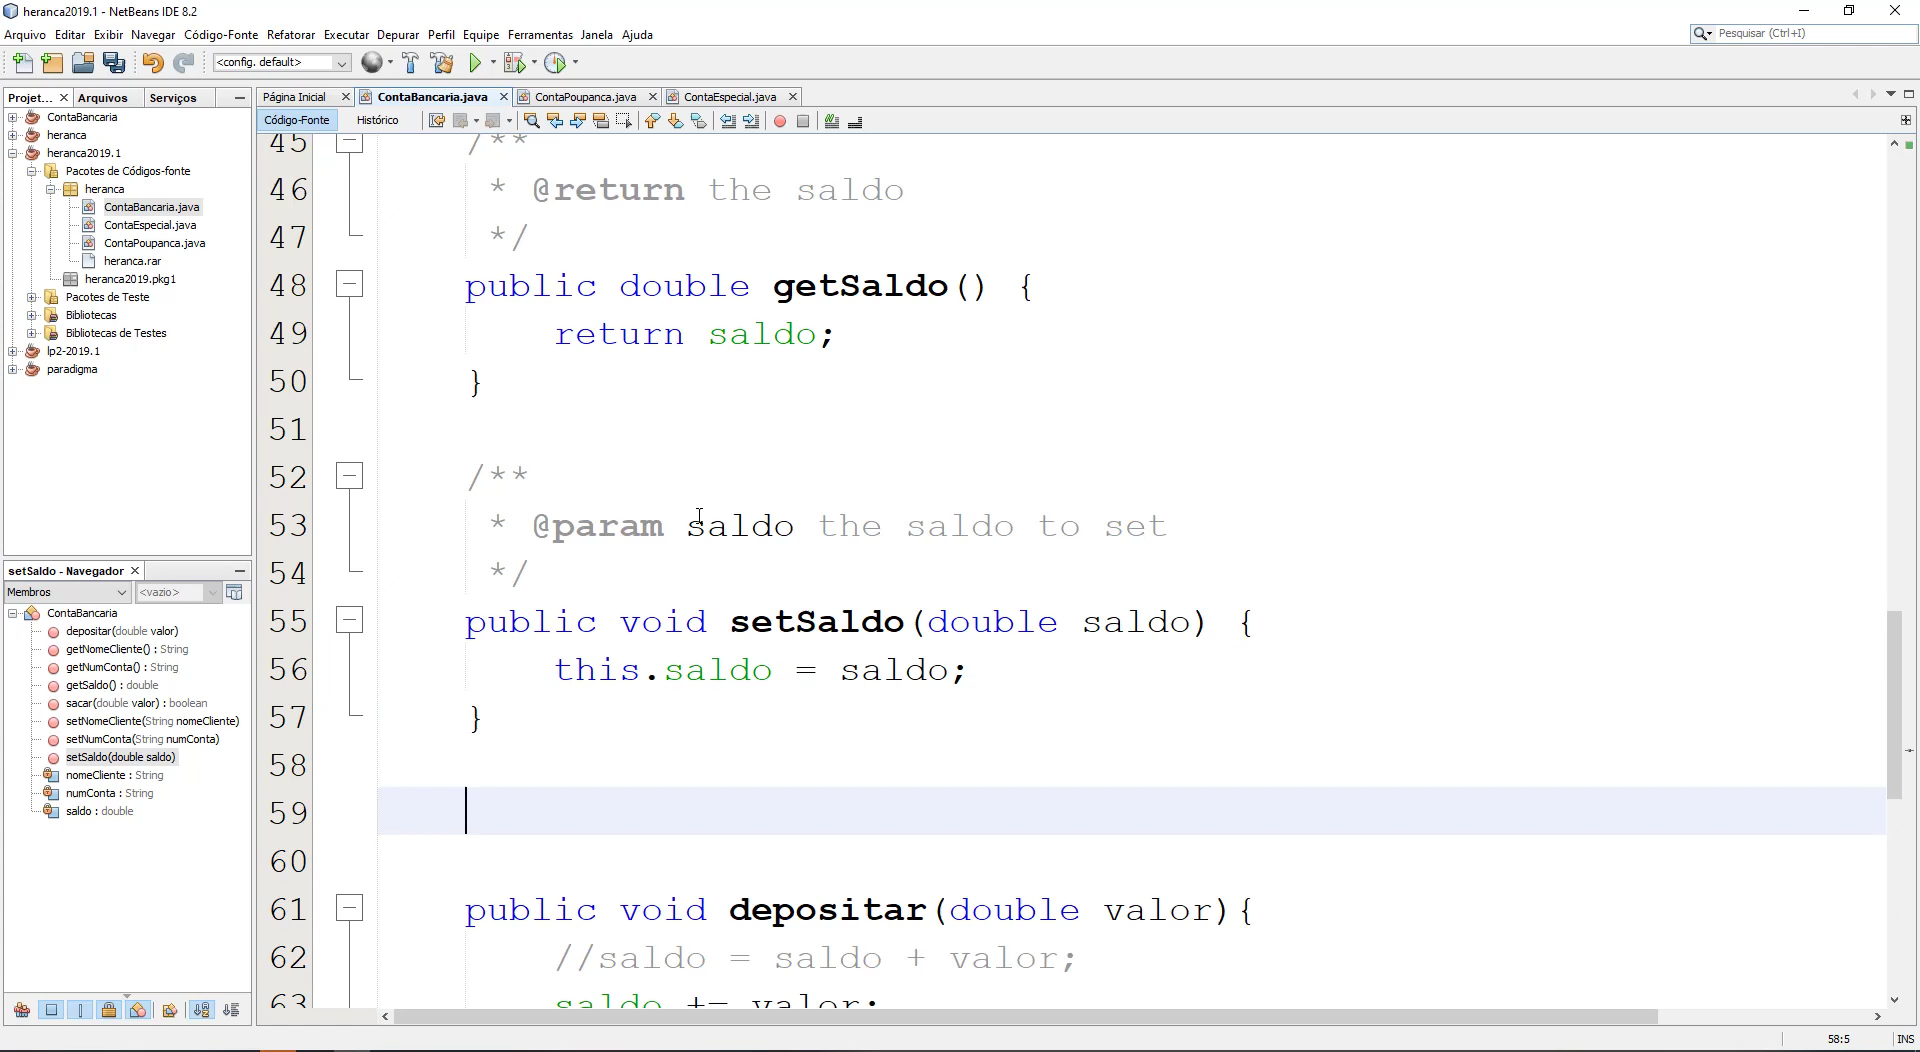 heranca2019.1 - NetBeans IDE 8.2
Arquivo Editar Exibir Navegar Código-Fonte Refatorar Executar Depurar Perfil Equipe Ferramentas Janela Ajuda
Pesquisar (Ctrl+I)
<config. default>
Projet... Arquivos Serviços
Página Inicial ContaBancaria.java ContaPoupanca.java ContaEspecial.java
Código-Fonte Histórico
ContaBancaria
heranca
heranca2019.1
Pacotes de Códigos-fonte
heranca
ContaBancaria.java
ContaEspecial.java
ContaPoupanca.java
heranca.rar
heranca2019.pkg1
Pacotes de Teste
Bibliotecas
Bibliotecas de Testes
lp2-2019.1
paradigma
setSaldo - Navegador
Membros <vazio>
ContaBancaria
depositar(double valor)
getNomeCliente() : String
getNumConta() : String
getSaldo() : double
sacar(double valor) : boolean
setNomeCliente(String nomeCliente)
setNumConta(String numConta)
setSaldo(double saldo)
nomeCliente : String
numConta : String
saldo : double
45 /**
46 * @return the saldo
47 */
48 public double getSaldo() {
49 return saldo;
50 }
51
52 /**
53 * @param saldo the saldo to set
54 */
55 public void setSaldo(double saldo) {
56 this.saldo = saldo;
57 }
58
59
60
61 public void depositar(double valor){
62 //saldo = saldo + valor;
63 saldo += valor;
58:5 INS